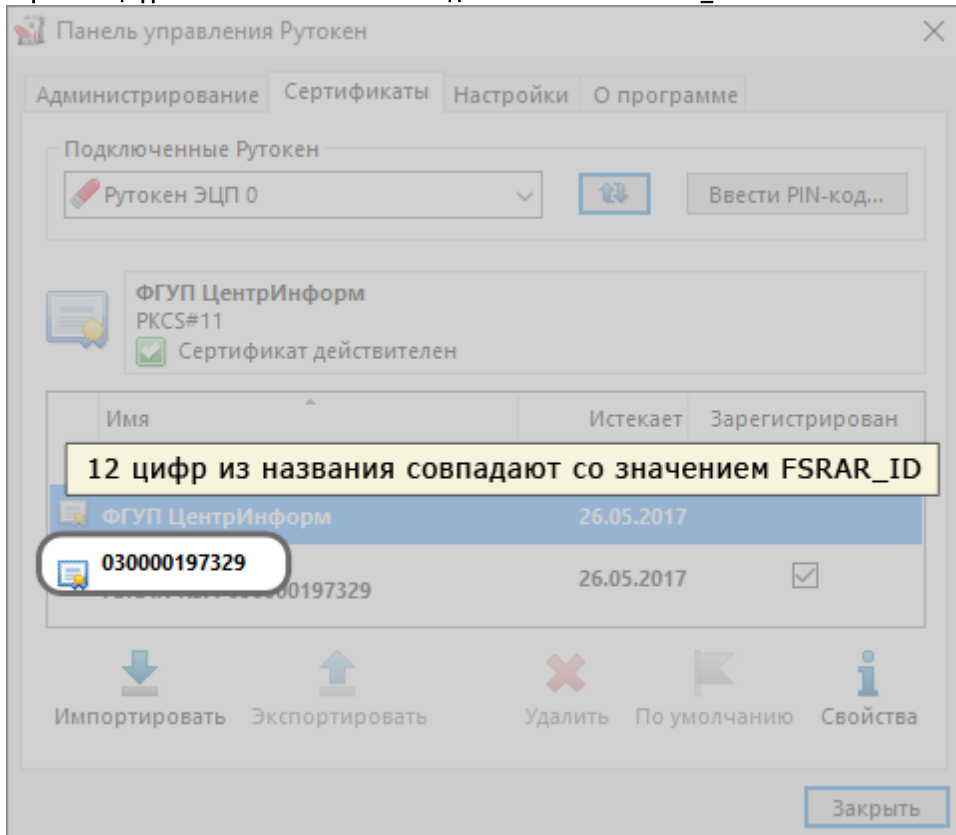 Панель управления Рутокен
Администрирование Сертификаты Настройки О программе
Подключенные Рутокен
Рутокен ЭЦП 0
Ввести PIN-код...
ФГУП ЦентрИнформ
PKCS#11
Сертификат действителен
Имя Истекает Зарегистрирован
12 цифр из названия совпадают со значением FSRAR_ID
ФГУП ЦентрИнформ 26.05.2017
030000197329
00197329 26.05.2017
Импортировать Экспортировать Удалить По умолчанию Свойства
Закрыть